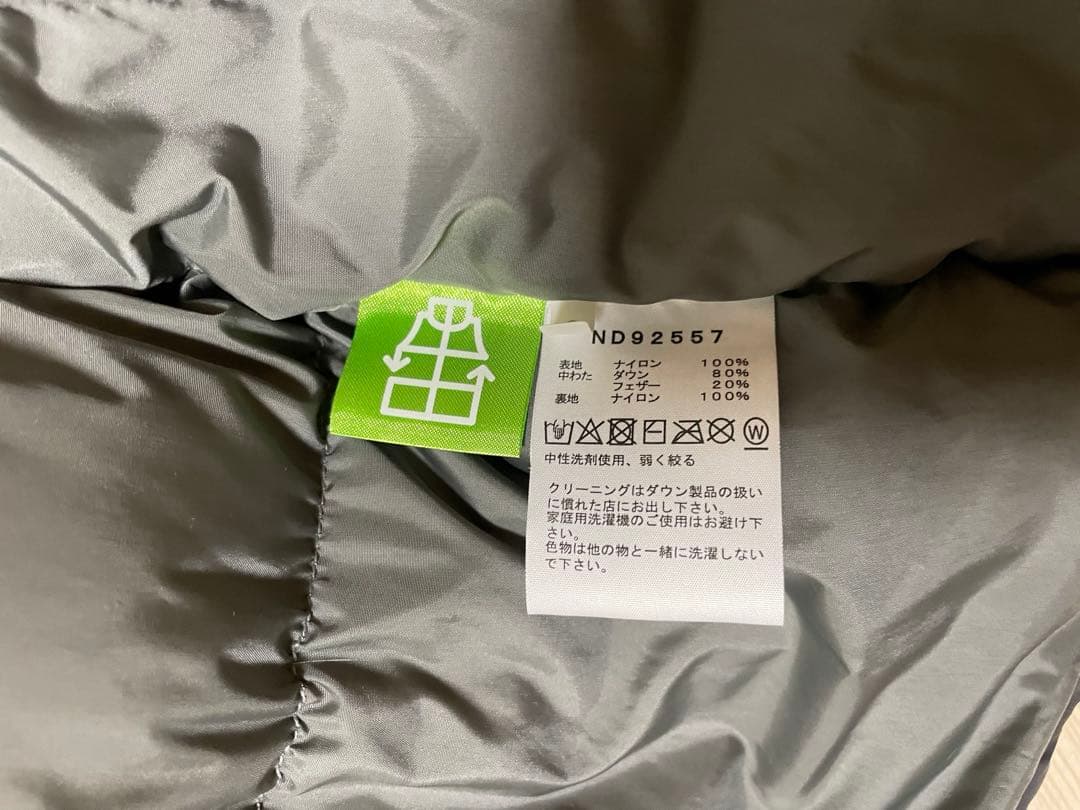 ND92557
表地 ナイロン 100%
中わた ダウン 80%
フェザー 20%
裏地 ナイロン 100%
W
中性洗剤使用、弱く絞る
クリーニングはダウン製品の扱い
に慣れた店にお出し下さい。
家庭用洗濯機のご使用はお避け下
さい。
色物は他の物と一緒に洗濯しない
で下さい。